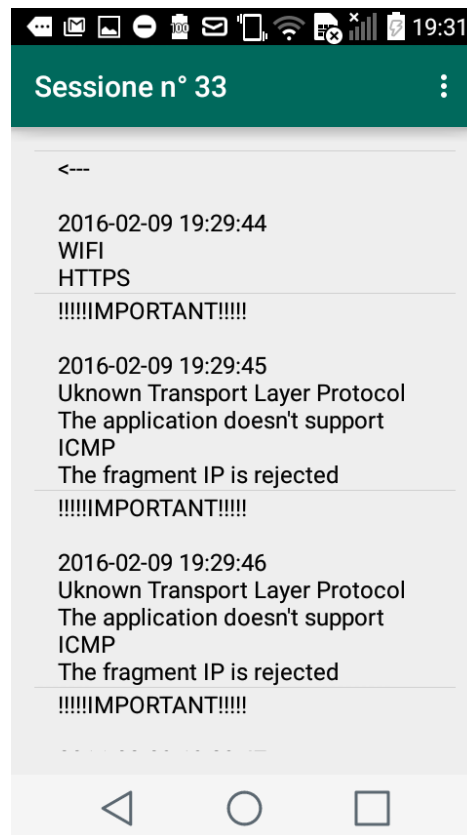 100
19:31
Sessione n° 33
<---
2016-02-09 19:29:44
WIFI
HTTPS
!!!!!IMPORTANT!!!!!
2016-02-09 19:29:45
Uknown Transport Layer Protocol
The application doesn't support
ICMP
The fragment IP is rejected
!!!!!IMPORTANT!!!!!
2016-02-09 19:29:46
Uknown Transport Layer Protocol
The application doesn't support
ICMP
The fragment IP is rejected
!!!!!IMPORTANT!!!!!